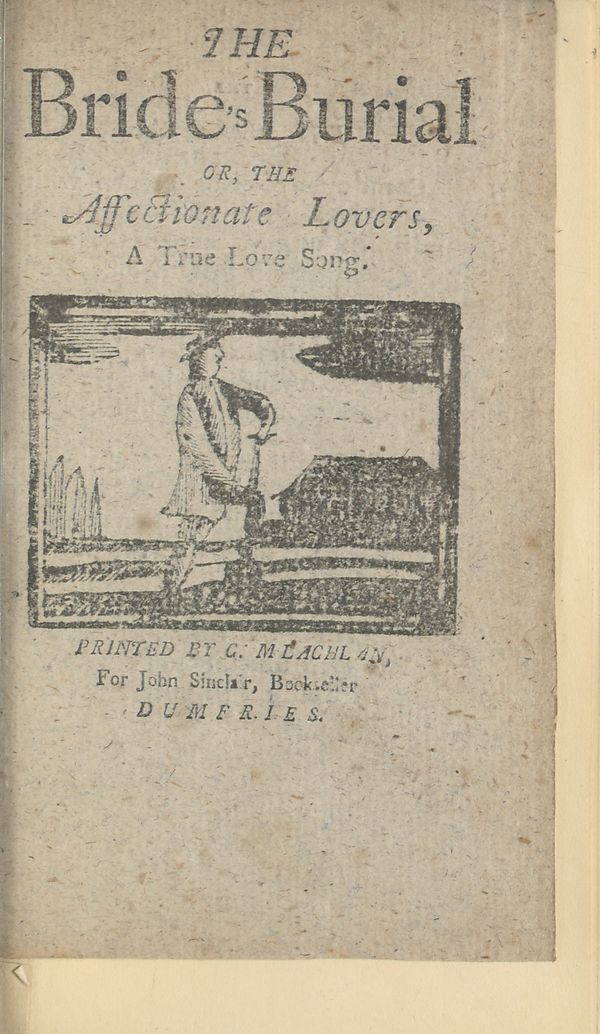 THE
Bride's Burial
OR, THE
Affectionate Lovers,
A True Love Song.
PRINTED BY C. M'LACHLAN,
For John Sinclair, Bookseller
DUMFRIES.